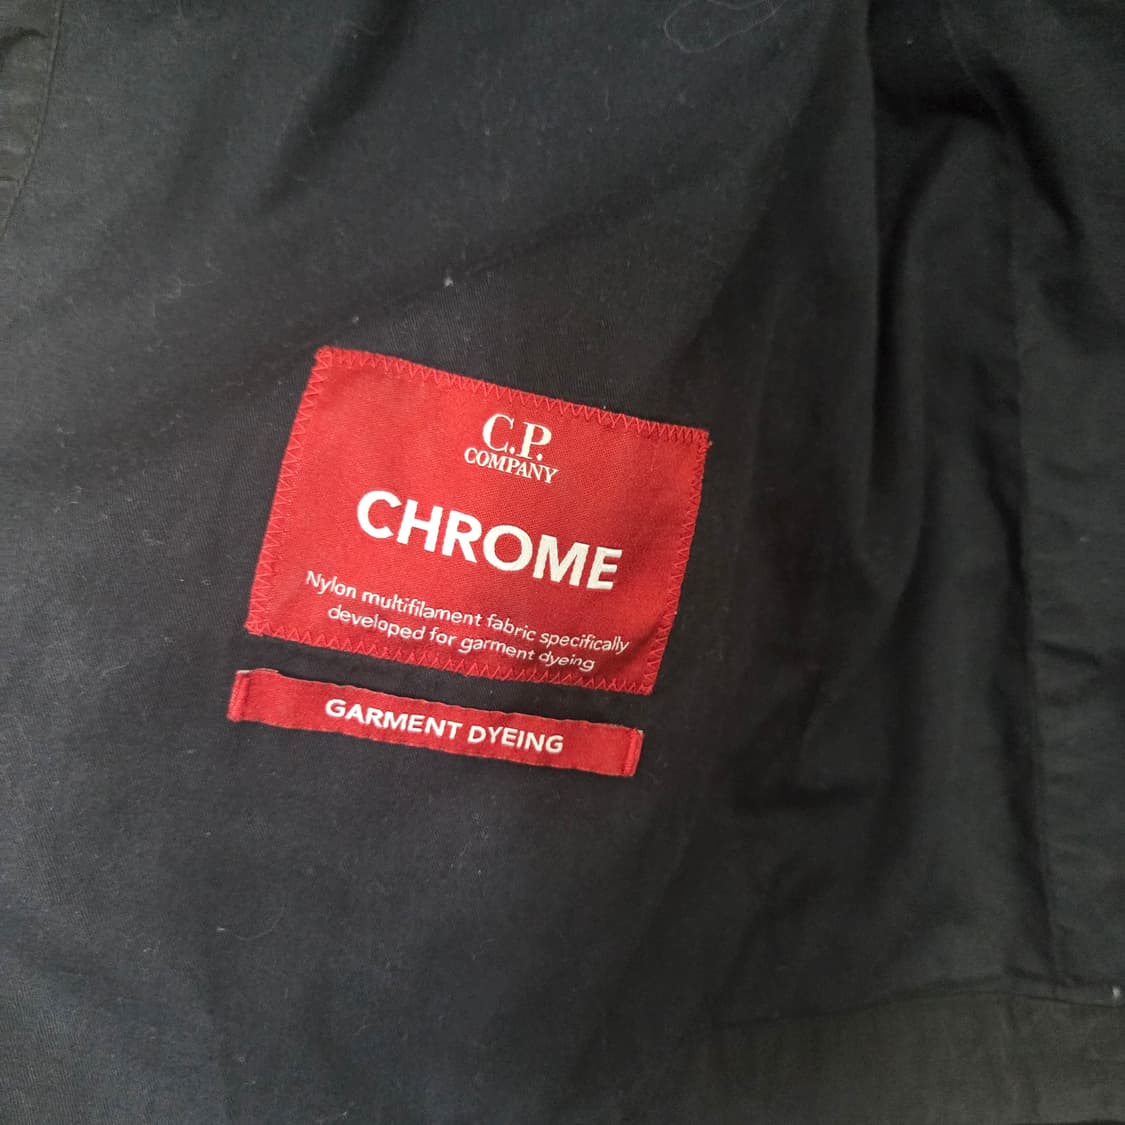 C.P.
COMPANY
CHROME
Nylon multifilament fabric specifically
developed for garment dyeing
GARMENT DYEING